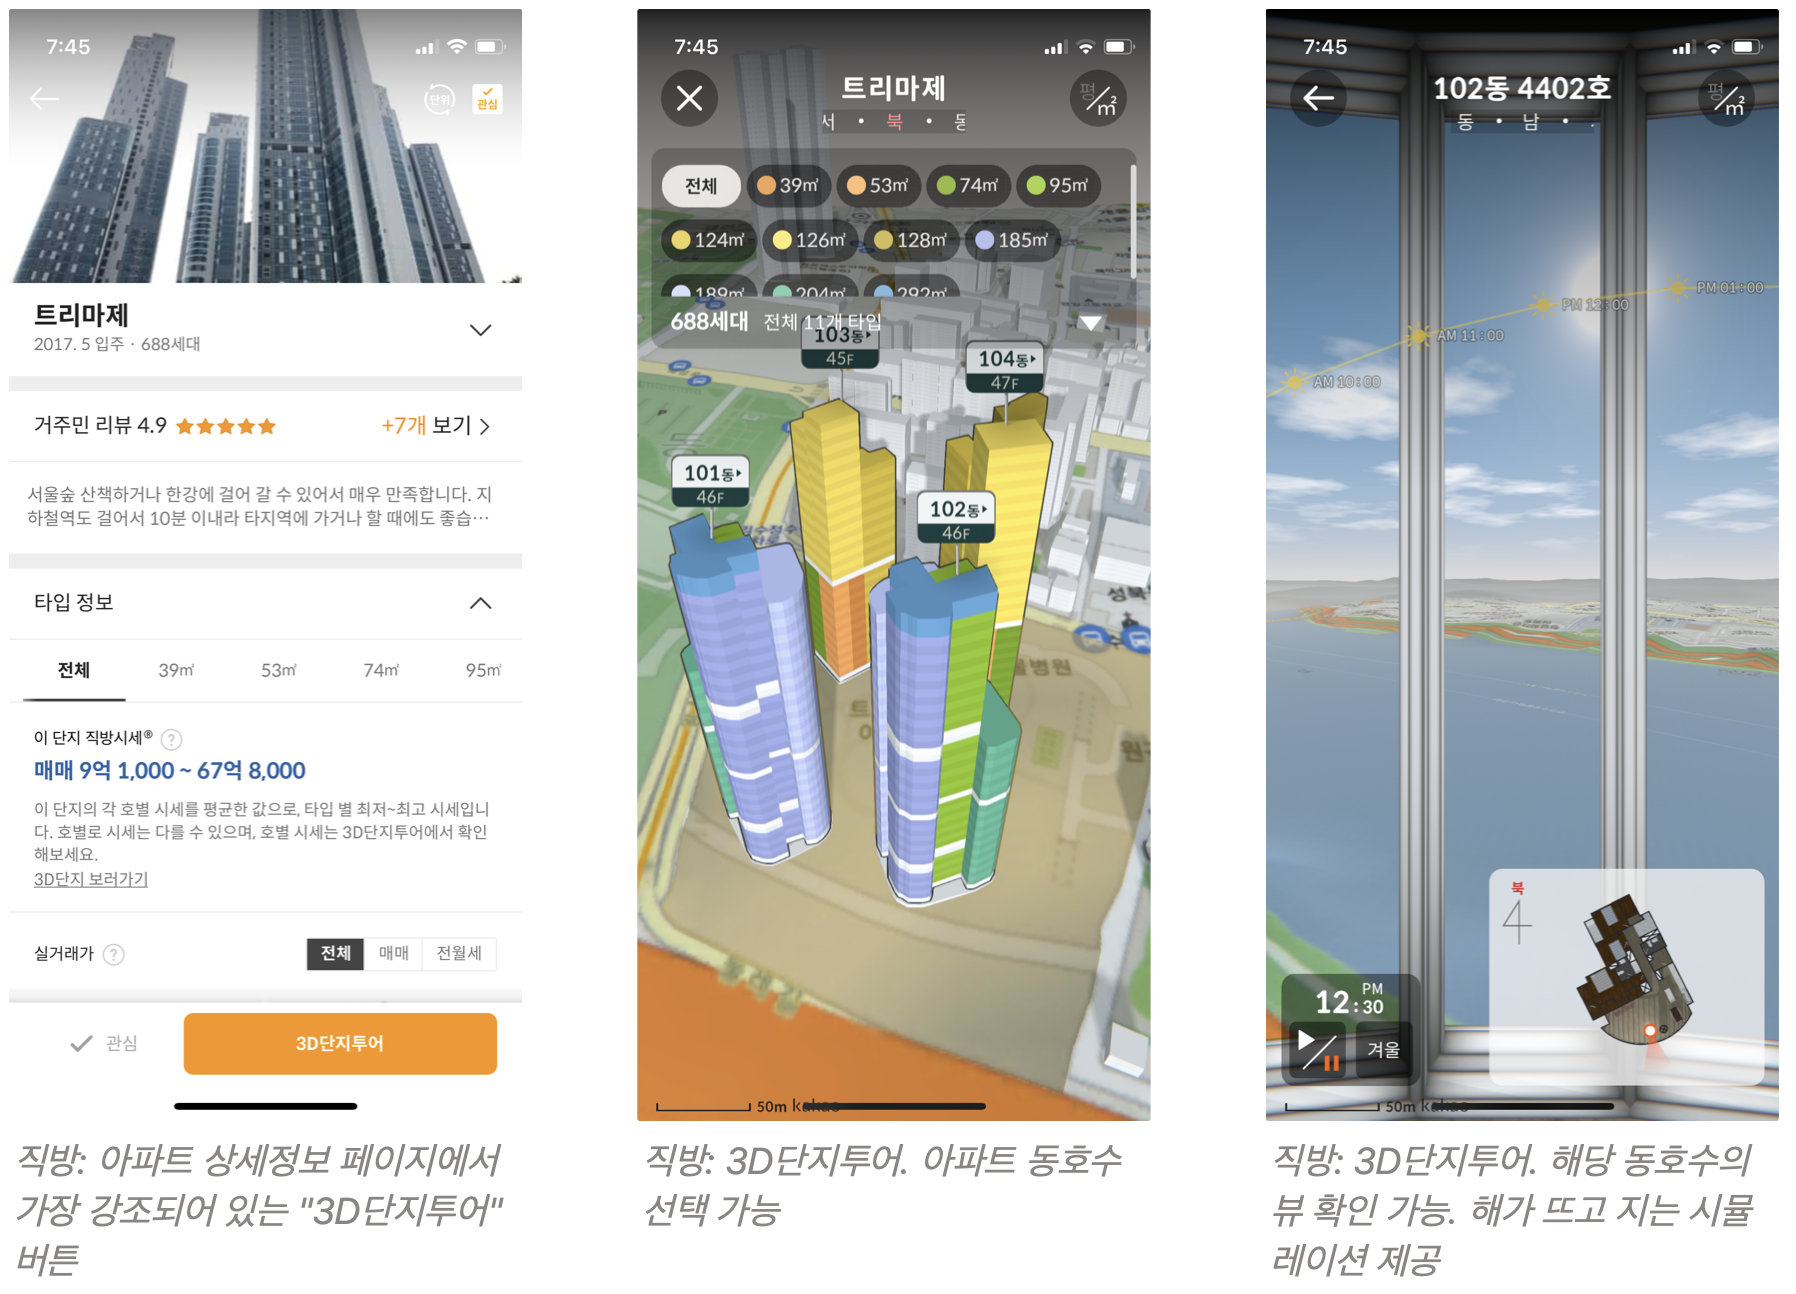 7:45
단위
관심
트리마제
2017. 5 입주 · 688세대
거주민 리뷰 4.9
+7개 보기
서울숲 산책하거나 한강에 걸어 갈 수 있어서 매우 만족합니다. 지
하철역도 걸어서 10분 이내라 타지역에 가거나 할 때에도 좋습…
타입 정보
전체 39㎡ 53㎡ 74㎡ 95㎡
이 단지 직방시세® ?
매매 9억 1,000 ~ 67억 8,000
이 단지의 각 호별 시세를 평균한 값으로, 타입 별 최저~최고 시세입니
다. 호별로 시세는 다를 수 있으며, 호별 시세는 3D단지투어에서 확인
해보세요.
3D단지 보러가기
실거래가 ? 전체 매매 전월세
관심
3D단지투어
직방: 아파트 상세정보 페이지에서
가장 강조되어 있는 "3D단지투어"
버튼
7:45
트리마제
평/㎡
서 • 북 • 동
전체 39㎡ 53㎡ 74㎡ 95㎡
124㎡ 126㎡ 128㎡ 185㎡
189㎡ 204㎡ 292㎡
688세대 전체 11개 타입
103동
45F
104동
47F
101동
46F
102동
46F
성북
병원
50m kakao
직방: 3D단지투어. 아파트 동호수
선택 가능
7:45
102동 4402호
평/㎡
동 • 남 •
PM 01:00
PM 12:00
AM 11:00
AM 10:00
북
12:30 PM
겨울
50m kakao
직방: 3D단지투어. 해당 동호수의
뷰 확인 가능. 해가 뜨고 지는 시뮬
레이션 제공